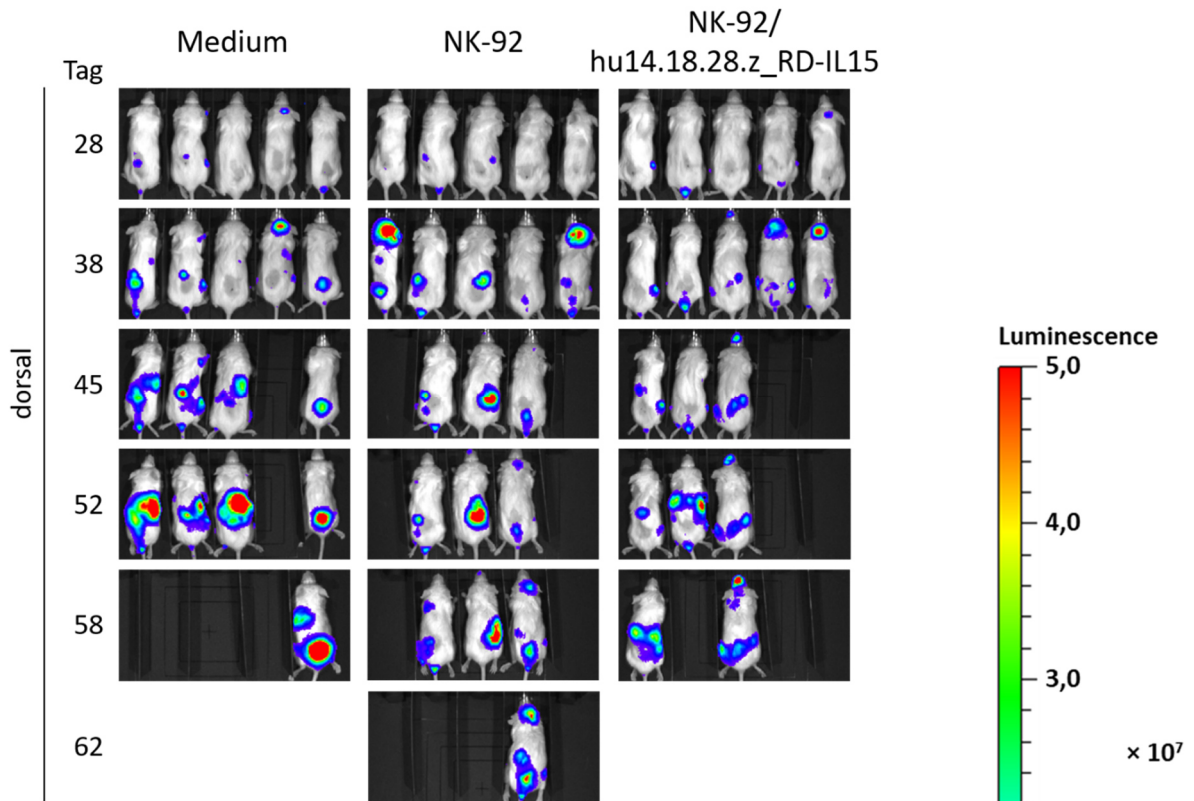 Medium
NK-92
NK-92/
hu14.18.28.z_RD-IL15
Tag
28
38
45
52
58
62
dorsal
Luminescence
5,0
4,0
3,0
× 10⁷